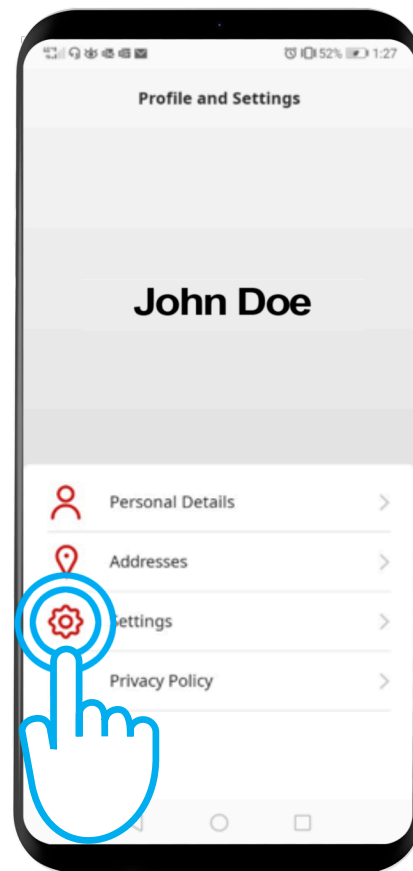 52% 1:27
Profile and Settings
John Doe
Personal Details
Addresses
Settings
Privacy Policy